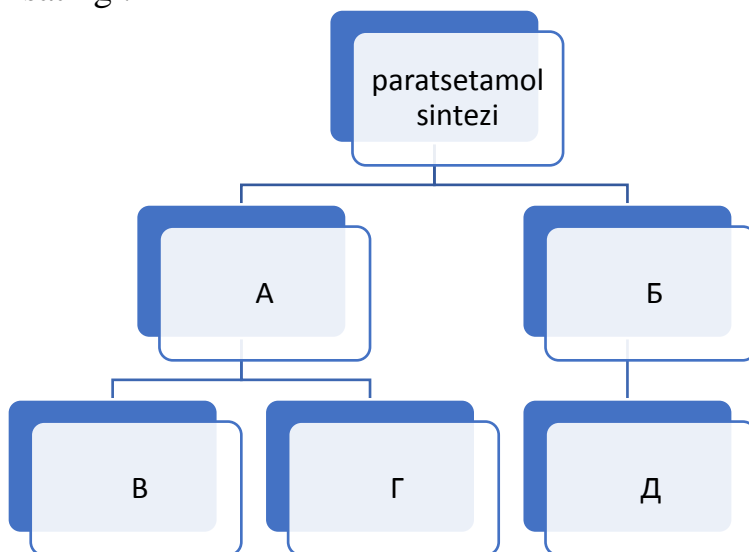 paratsetamol
sintezi
А
Б
В
Г
Д